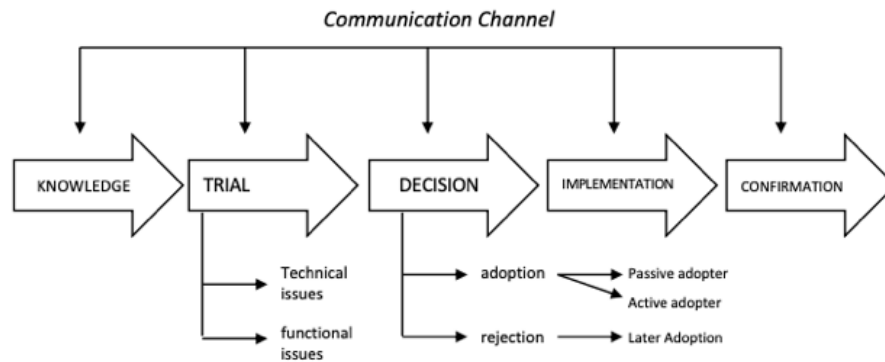 Communication Channel
KNOWLEDGE
TRIAL
DECISION
IMPLEMENTATION
CONFIRMATION
Technical
issues
functional
issues
adoption
Passive adopter
Active adopter
rejection
Later Adoption